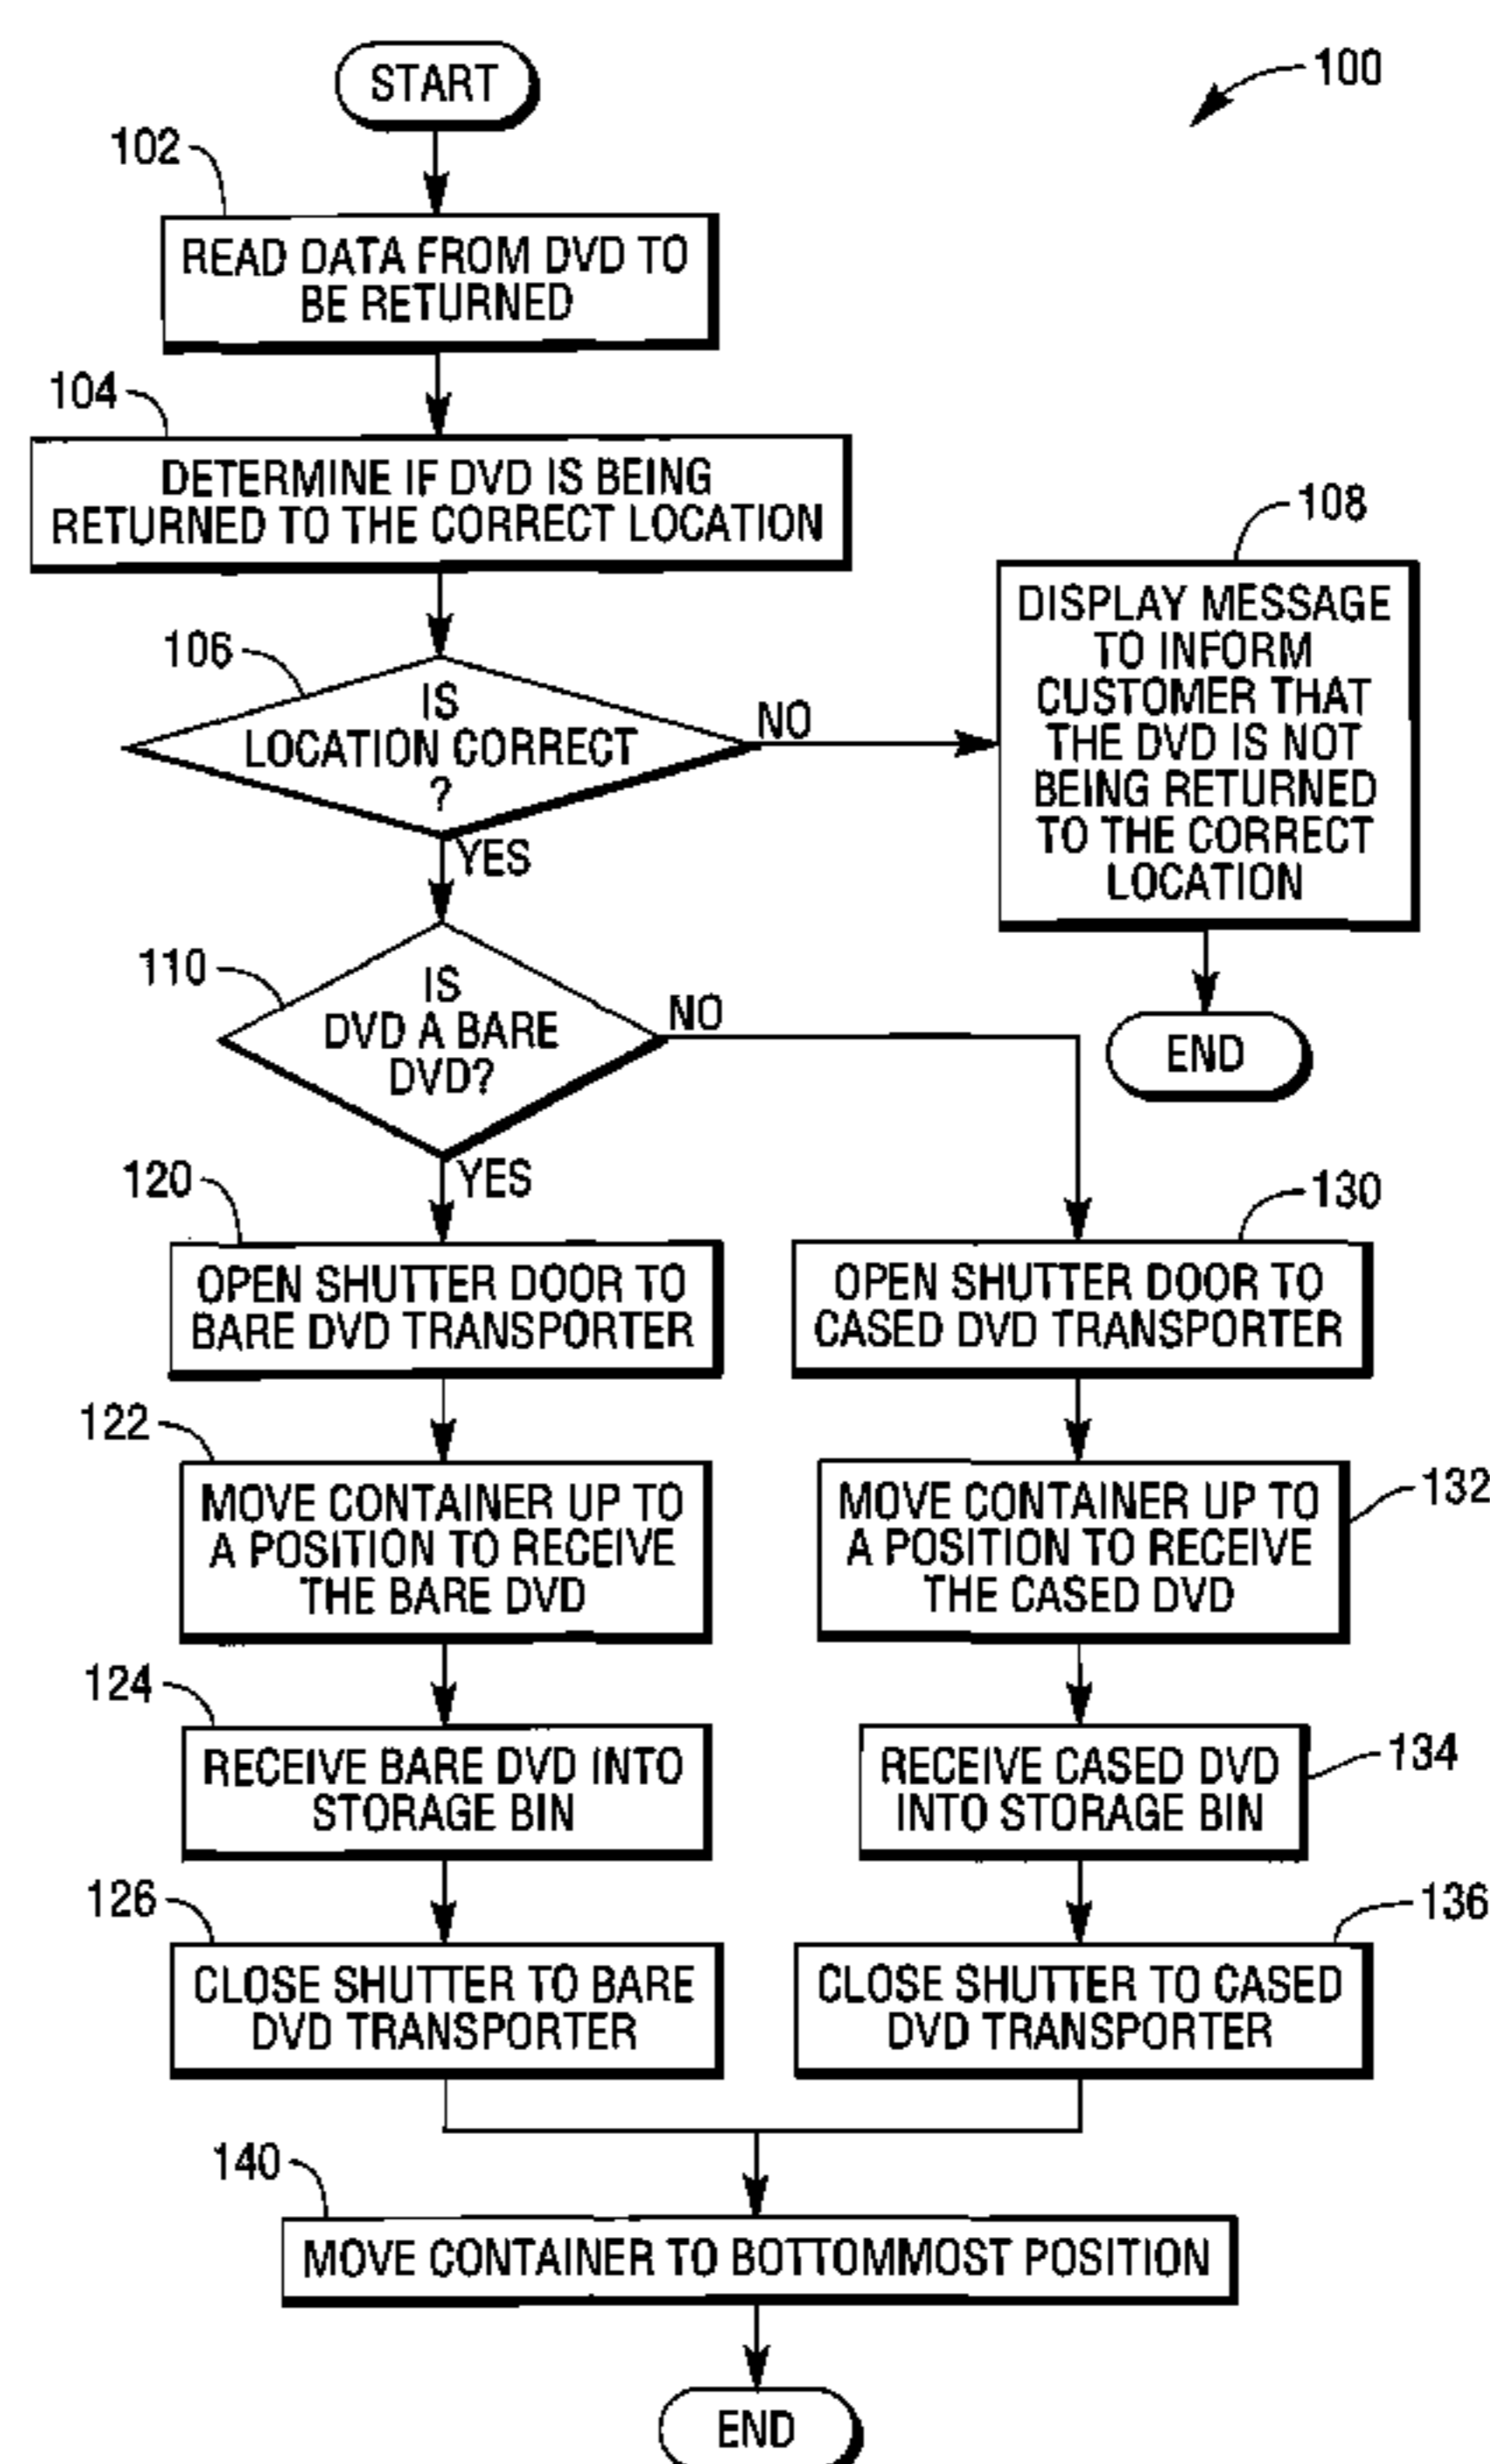 START
100
102
READ DATA FROM DVD TO
BE RETURNED
104
DETERMINE IF DVD IS BEING
RETURNED TO THE CORRECT LOCATION
106
IS
LOCATION CORRECT
?
NO
YES
108
DISPLAY MESSAGE
TO INFORM
CUSTOMER THAT
THE DVD IS NOT
BEING RETURNED
TO THE CORRECT
LOCATION
END
110
IS
DVD A BARE
DVD?
NO
YES
120
OPEN SHUTTER DOOR TO
BARE DVD TRANSPORTER
122
MOVE CONTAINER UP TO
A POSITION TO RECEIVE
THE BARE DVD
124
RECEIVE BARE DVD INTO
STORAGE BIN
126
CLOSE SHUTTER TO BARE
DVD TRANSPORTER
130
OPEN SHUTTER DOOR TO
CASED DVD TRANSPORTER
132
MOVE CONTAINER UP TO
A POSITION TO RECEIVE
THE CASED DVD
134
RECEIVE CASED DVD
INTO STORAGE BIN
136
CLOSE SHUTTER TO CASED
DVD TRANSPORTER
140
MOVE CONTAINER TO BOTTOMMOST POSITION
END